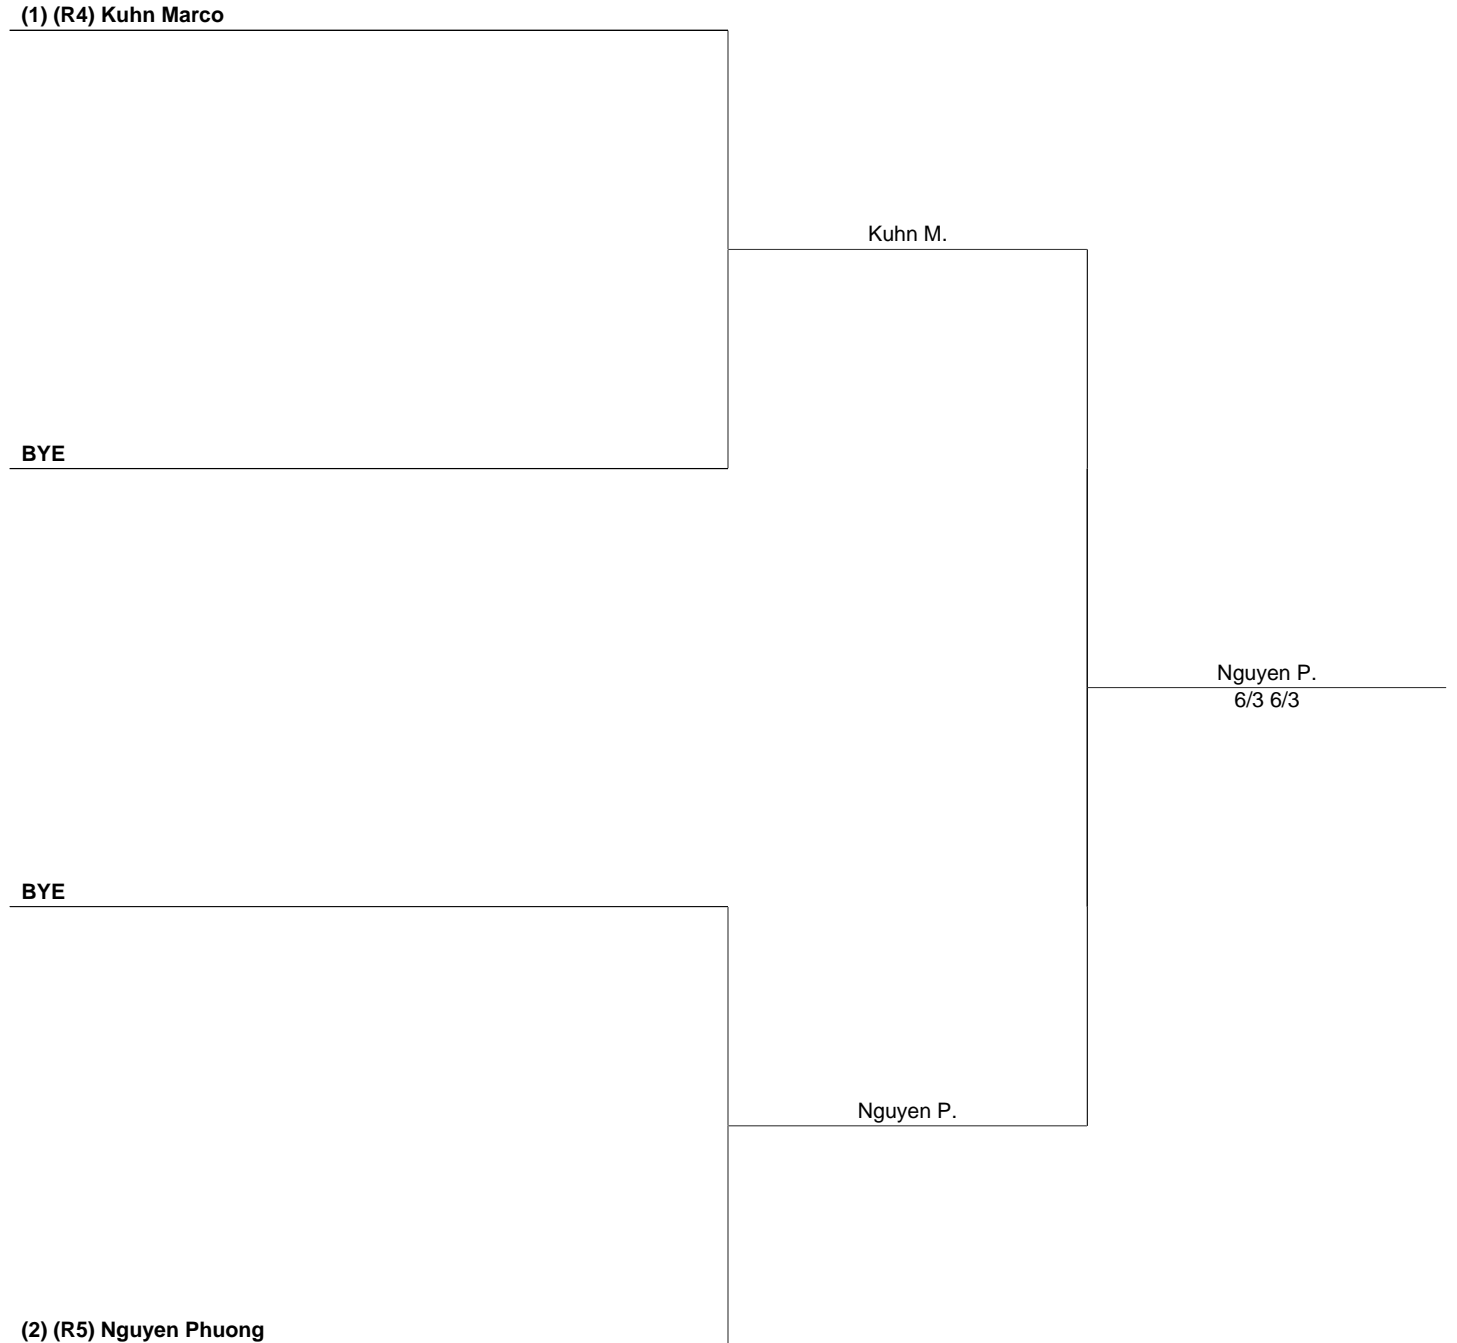 (1) (R4) Kuhn Marco
Kuhn M.
BYE
Nguyen P.
6/3 6/3
BYE
Nguyen P.
(2) (R5) Nguyen Phuong